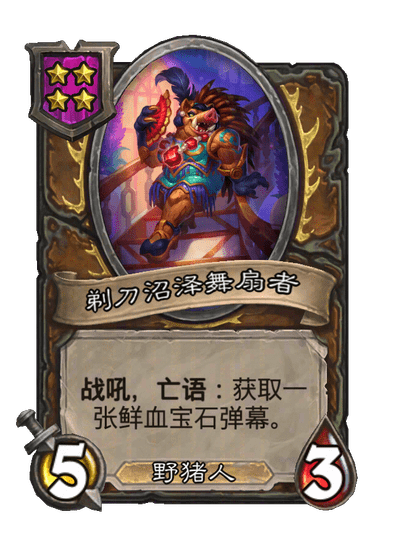 剃刀沼泽舞扇者
战吼，亡语：获取一
张鲜血宝石弹幕。
5
野猪人
3